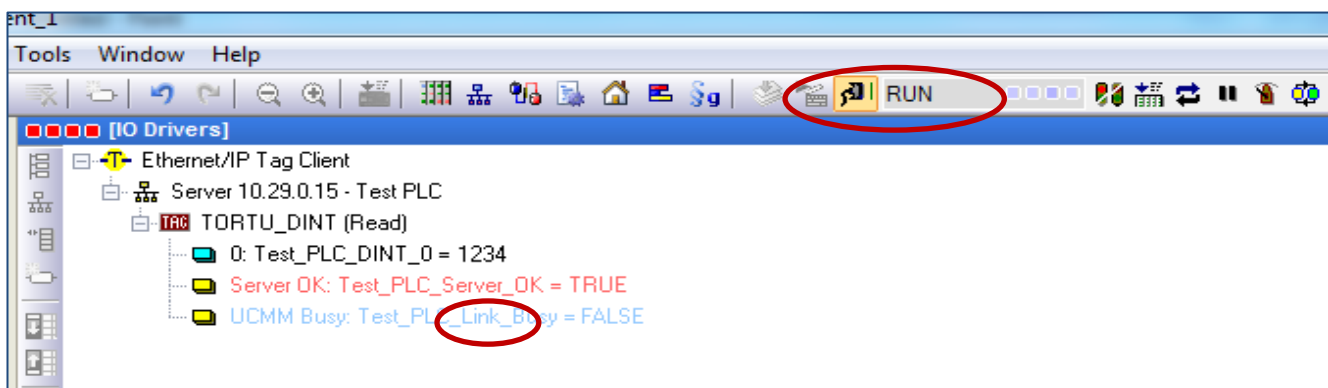 ent_1
Tools Window Help
§g RUN
[IO Drivers]
-T- Ethernet/IP Tag Client
Server 10.29.0.15 - Test PLC
TAG TORTU_DINT (Read)
0: Test_PLC_DINT_0 = 1234
Server OK: Test_PLC_Server_OK = TRUE
UCMM Busy: Test_PLC_Link_Busy = FALSE